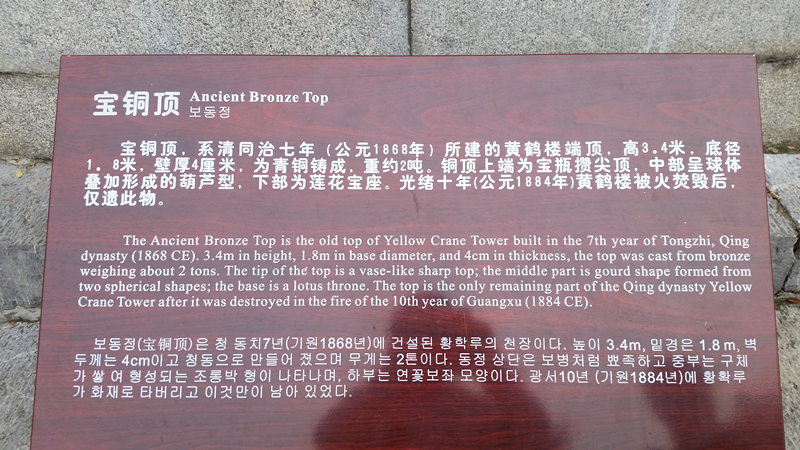 宝铜顶 Ancient Bronze Top
보동정
宝铜顶，系清同治七年（公元1868年）所建的黄鹤楼端顶，高3.4米，底径
1.8米，壁厚4厘米，为青铜铸成，重约2吨。铜顶上端为宝瓶攒尖顶，中部呈球体
叠加形成的葫芦型，下部为莲花宝座。光绪十年(公元1884年)黄鹤楼被火焚毁后，
仅遗此物。
The Ancient Bronze Top is the old top of Yellow Crane Tower built in the 7th year of Tongzhi, Qing
dynasty (1868 CE). 3.4m in height, 1.8m in base diameter, and 4cm in thickness, the top was cast from bronze
weighing about 2 tons. The tip of the top is a vase-like sharp top; the middle part is gourd shape formed from
two spherical shapes; the base is a lotus throne. The top is the only remaining part of the Qing dynasty Yellow
Crane Tower after it was destroyed in the fire of the 10th year of Guangxu (1884 CE).
보동정(宝铜顶)은 청 동치7년(기원1868년)에 건설된 황학루의 천장이다. 높이 3.4m, 밑경은 1.8 m, 벽
두께는 4cm이고 청동으로 만들어 졌으며 무게는 2톤이다. 동정 상단은 보병처럼 뾰족하고 중부는 구체
가 쌓 여 형성되는 조롱박 형이 나타나며, 하부는 연꽃보좌 모양이다. 광서10년 (기원1884년)에 황확루
가 화재로 타버리고 이것만이 남아 있었다.